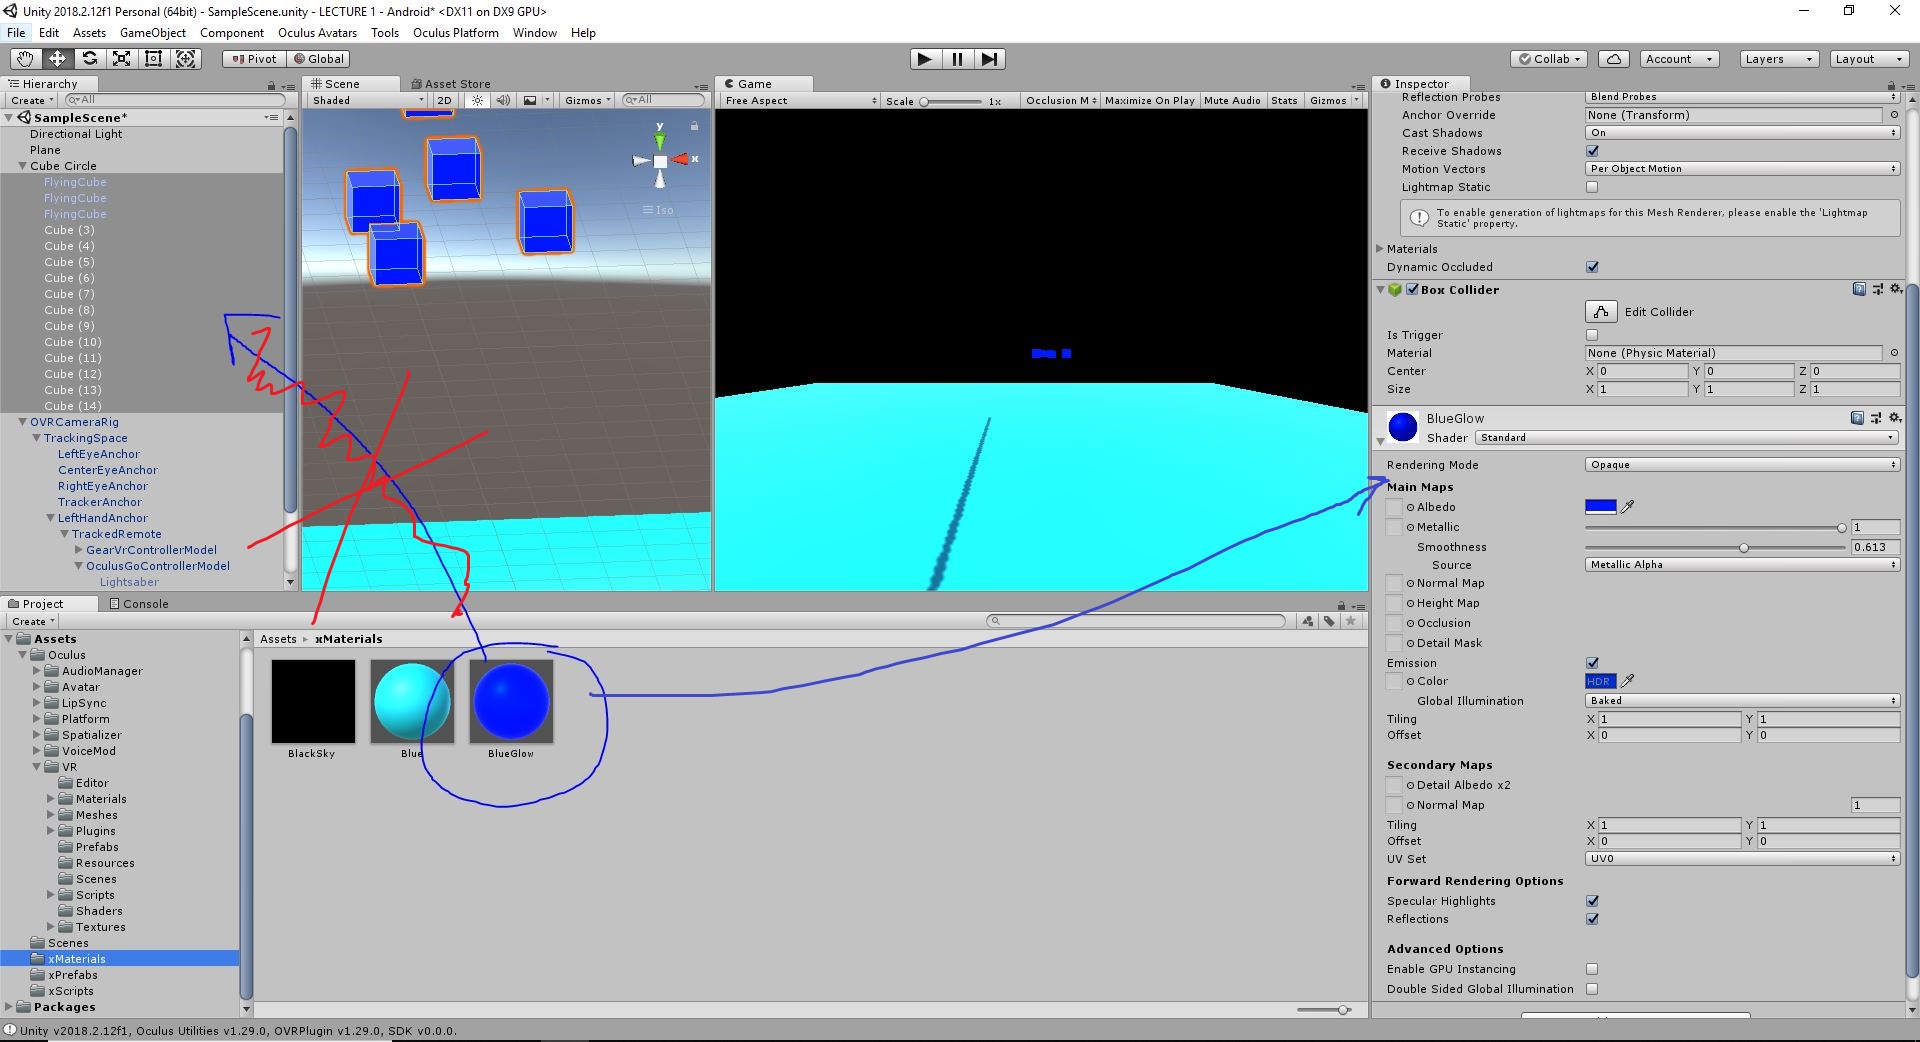 Unity 2018.2.12f1 Personal (64bit) - SampleScene.unity - LECTURE 1 - Android* <DX11 on DX9 GPU>
File Edit Assets GameObject Component Oculus Avatars Tools Oculus Platform Window Help
Pivot Global Collab Account Layers Layout
Hierarchy
Create All
SampleScene*
Directional Light
Plane
Cube Circle
FlyingCube
FlyingCube
FlyingCube
Cube (3)
Cube (4)
Cube (5)
Cube (6)
Cube (7)
Cube (8)
Cube (9)
Cube (10)
Cube (11)
Cube (12)
Cube (13)
Cube (14)
OVRCameraRig
TrackingSpace
LeftEyeAnchor
CenterEyeAnchor
RightEyeAnchor
TrackerAnchor
LeftHandAnchor
TrackedRemote
GearVrControllerModel
OculusGoControllerModel
Lightsaber
Scene Asset Store
Shaded 2D Gizmos All
y
x
Iso
Game
Free Aspect Scale 1x Occlusion M Maximize On Play Mute Audio Stats Gizmos
Inspector
Reflection Probes Blend Probes
Anchor Override None (Transform)
Cast Shadows On
Receive Shadows
Motion Vectors Per Object Motion
Lightmap Static
To enable generation of lightmaps for this Mesh Renderer, please enable the 'Lightmap
Static' property.
Materials
Dynamic Occluded
Box Collider
Edit Collider
Is Trigger
Material None (Physic Material)
Center X 0 Y 0 Z 0
Size X 1 Y 1 Z 1
BlueGlow
Shader Standard
Rendering Mode Opaque
Main Maps
Albedo
Metallic 1
Smoothness 0.613
Source Metallic Alpha
Normal Map
Height Map
Occlusion
Detail Mask
Emission
Color HDR
Global Illumination Baked
Tiling X 1 Y 1
Offset X 0 Y 0
Secondary Maps
Detail Albedo x2
Normal Map 1
Tiling X 1 Y 1
Offset X 0 Y 0
UV Set UV0
Forward Rendering Options
Specular Highlights
Reflections
Advanced Options
Enable GPU Instancing
Double Sided Global Illumination
Project Console
Create
Assets
Oculus
AudioManager
Avatar
LipSync
Platform
Spatializer
VoiceMod
VR
Editor
Materials
Meshes
Plugins
Prefabs
Resources
Scenes
Scripts
Shaders
Textures
Scenes
xMaterials
xPrefabs
xScripts
Packages
Assets xMaterials
BlackSky Blue BlueGlow
Unity v2018.2.12f1, Oculus Utilities v1.29.0, OVRPlugin v1.29.0, SDK v0.0.0.